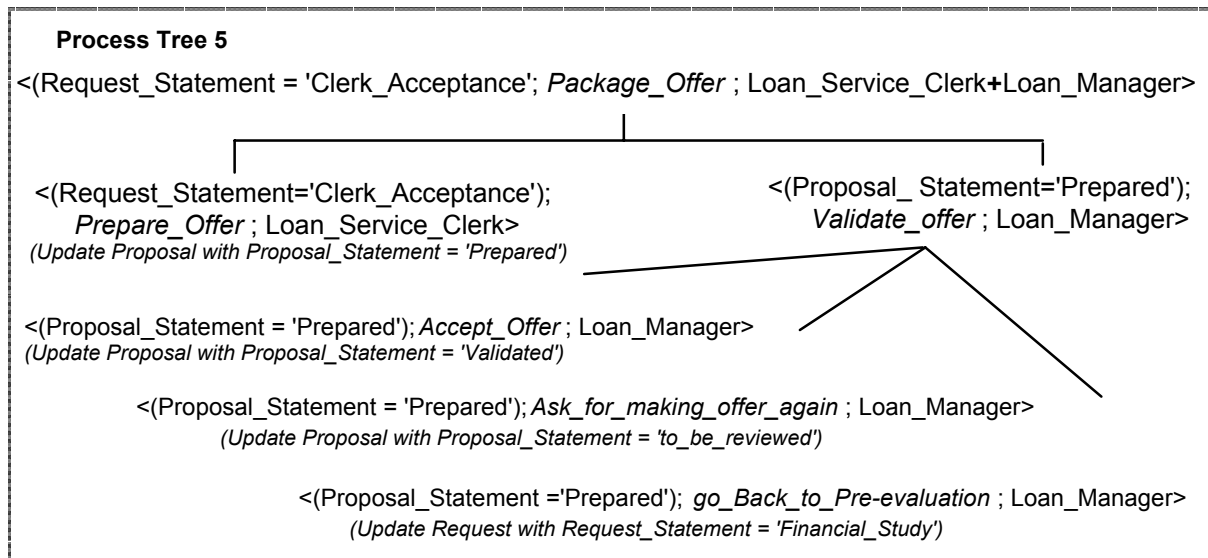 Process Tree 5
<(Request_Statement = 'Clerk_Acceptance'; Package_Offer ; Loan_Service_Clerk+Loan_Manager>
<(Request_Statement='Clerk_Acceptance');
Prepare_Offer ; Loan_Service_Clerk>
(Update Proposal with Proposal_Statement = 'Prepared')
<(Proposal_ Statement='Prepared');
Validate_offer ; Loan_Manager>
<(Proposal_Statement = 'Prepared'); Accept_Offer ; Loan_Manager>
(Update Proposal with Proposal_Statement = 'Validated')
<(Proposal_Statement = 'Prepared'); Ask_for_making_offer_again ; Loan_Manager>
(Update Proposal with Proposal_Statement = 'to_be_reviewed')
<(Proposal_Statement ='Prepared'); go_Back_to_Pre-evaluation ; Loan_Manager>
(Update Request with Request_Statement = 'Financial_Study')